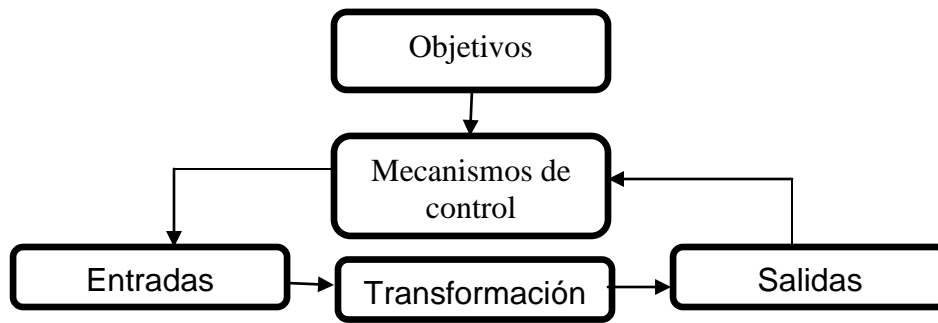 Objetivos
Mecanismos de
control
Entradas
Transformación
Salidas